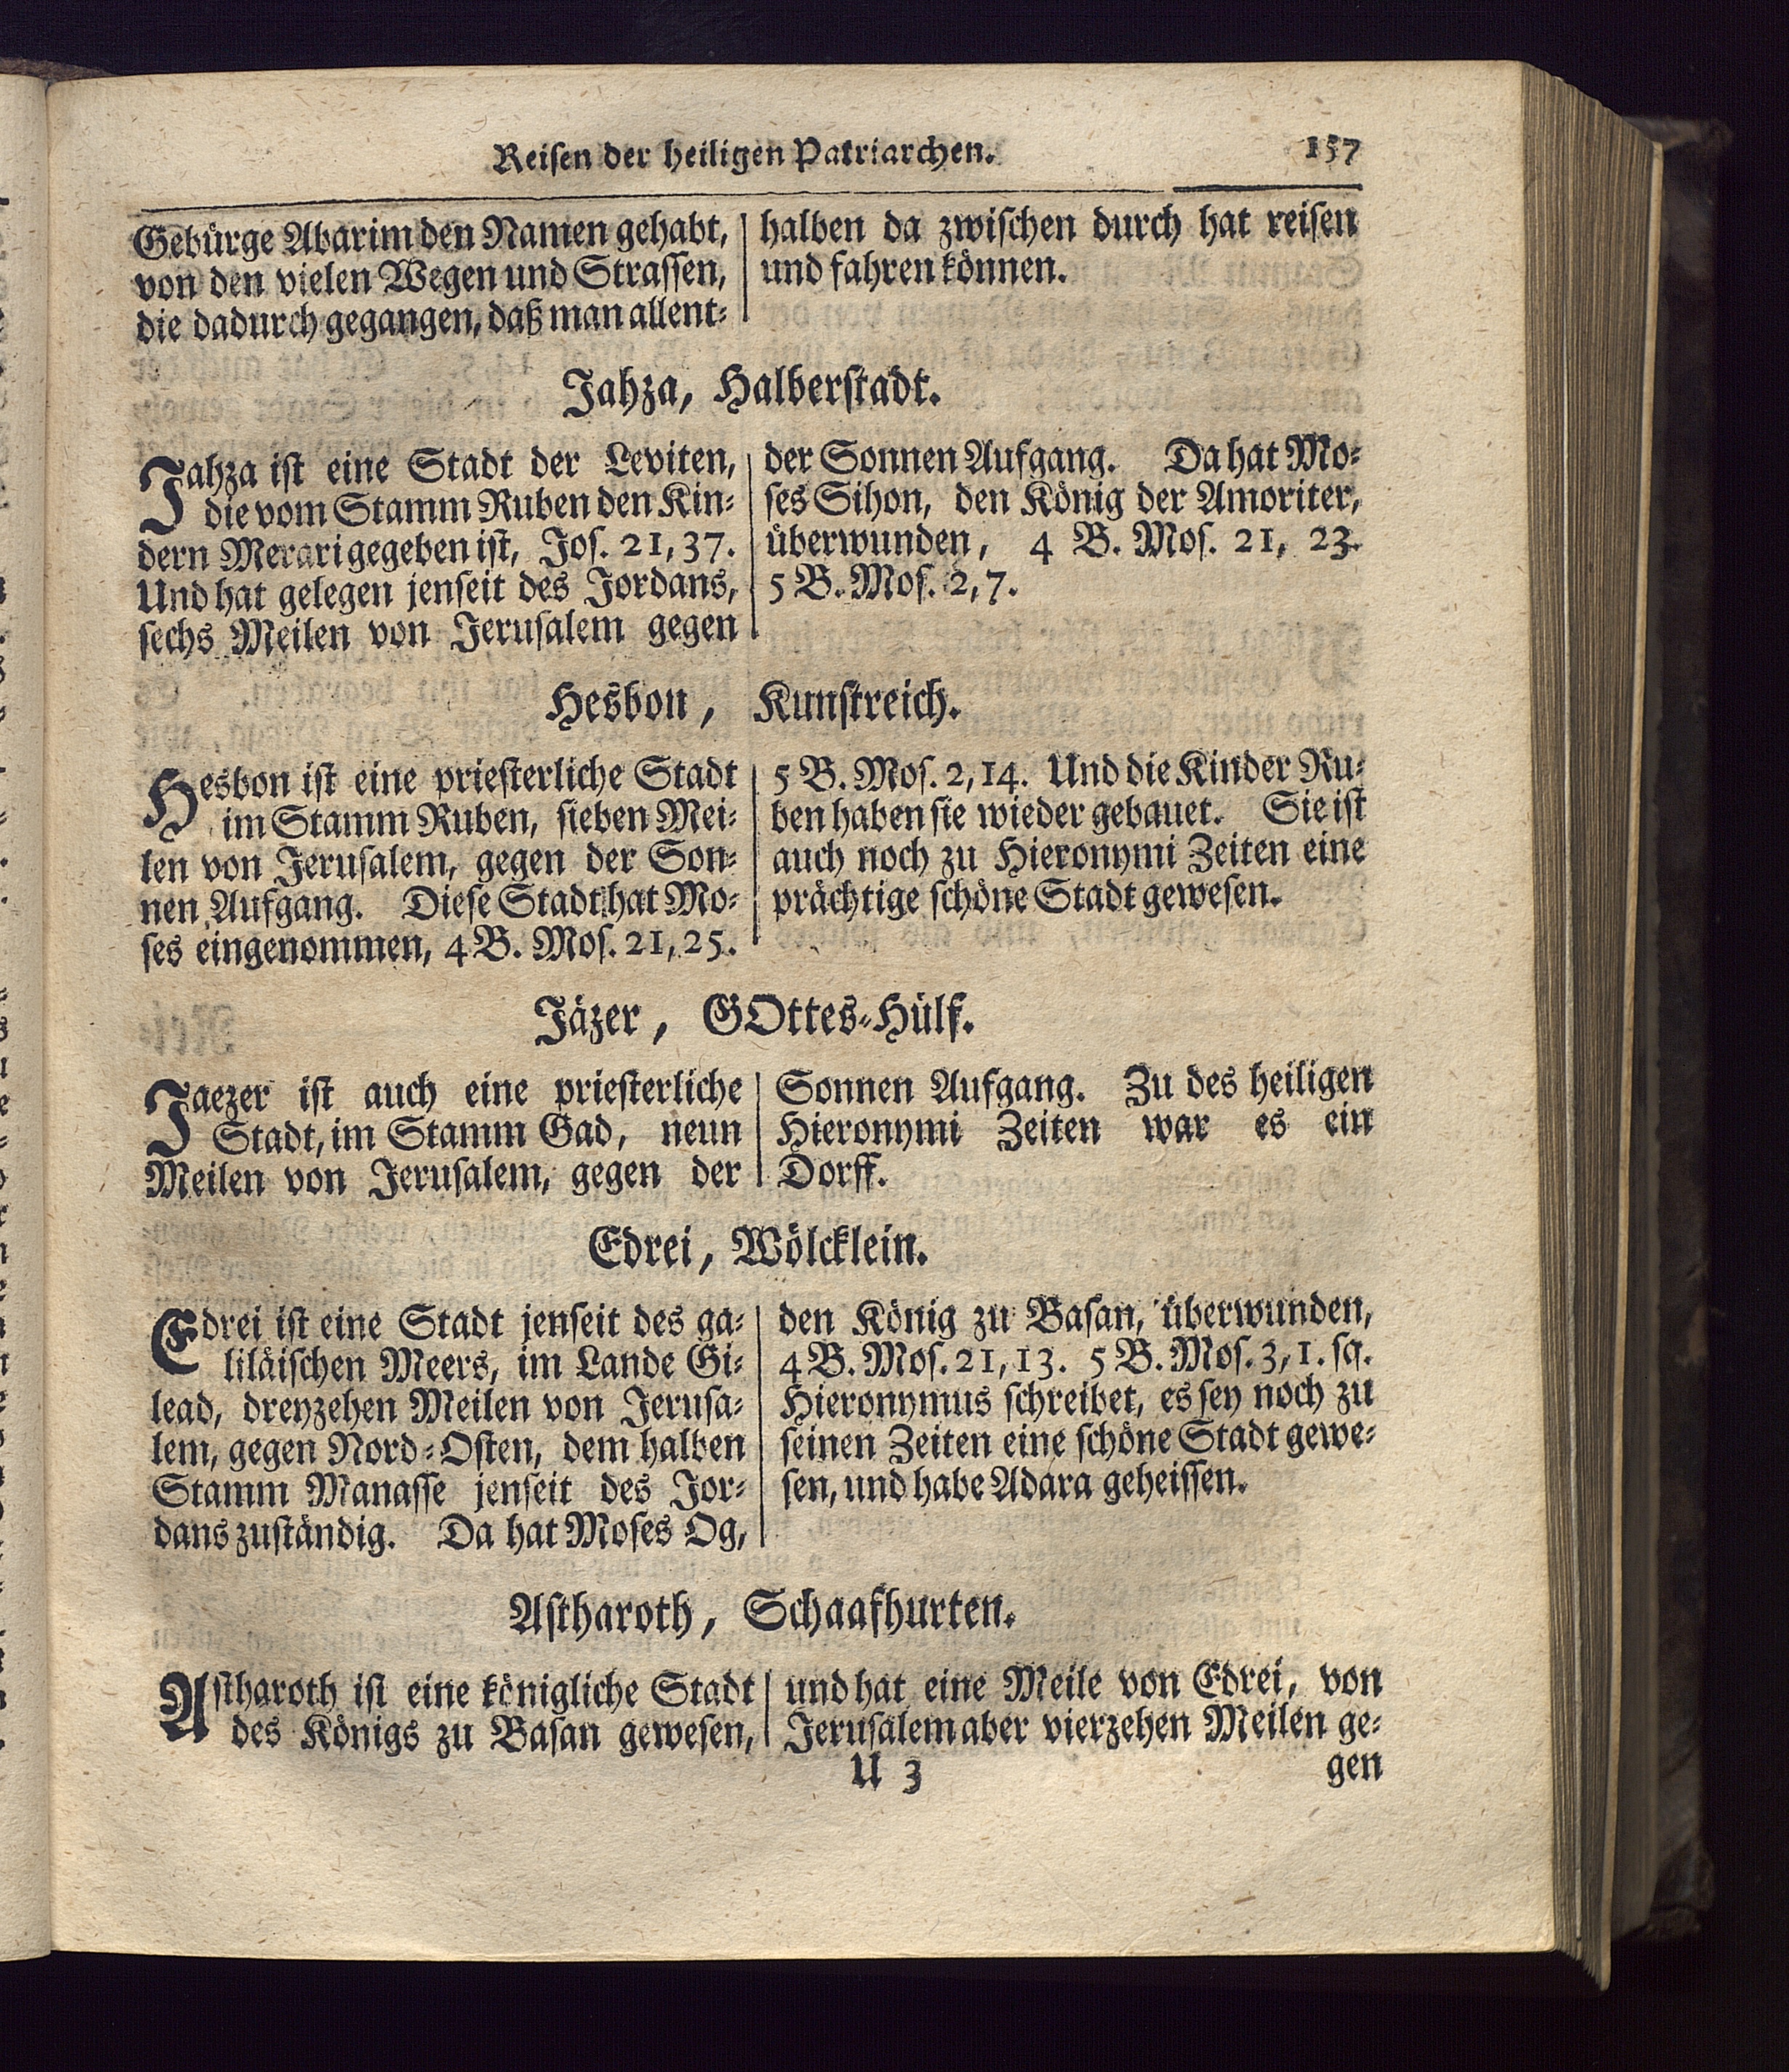 Reisen der heiligen Patriarchen. 157
Gebürge Abarim den Namen gehabt,
von den vielen Wegen und Strassen,
die dadurch gegangen, daß man allent-
halben da zwischen durch hat reisen
und fahren können.
Jahza, Halberstadt.
Jahza ist eine Stadt der Leviten,
die vom Stamm Ruben den Kin-
dern Merari gegeben ist, Jos. 21, 37.
Und hat gelegen jenseit des Jordans,
sechs Meilen von Jerusalem gegen
der Sonnen Aufgang. Da hat Mo-
ses Sihon, den König der Amoriter,
überwunden, 4 B. Mos. 21, 23.
5 B. Mos. 2, 7.
Hesbon, Kunstreich.
Hesbon ist eine priesterliche Stadt
im Stamm Ruben, sieben Mei-
len von Jerusalem, gegen der Son-
nen Aufgang. Diese Stadt hat Mo-
ses eingenommen, 4 B. Mos. 21, 25.
5 B. Mos. 2, 14. Und die Kinder Ru-
ben haben sie wieder gebauet. Sie ist
auch noch zu Hieronymi Zeiten eine
prächtige schöne Stadt gewesen.
Jäzer, GOttes-Hülf.
Jaezer ist auch eine priesterliche
Stadt, im Stamm Gad, neun
Meilen von Jerusalem, gegen der
Sonnen Aufgang. Zu des heiligen
Hieronymi Zeiten war es ein
Dorff.
Edrei, Wölcklein.
Edrei ist eine Stadt jenseit des ga-
liläischen Meers, im Lande Gi-
lead, dreyzehen Meilen von Jerusa-
lem, gegen Nord-Osten, dem halben
Stamm Manasse jenseit des Jor-
dans zuständig. Da hat Moses Og,
den König zu Basan, überwunden,
4 B. Mos. 21, 13. 5 B. Mos. 3, 1. sq.
Hieronymus schreibet, es sey noch zu
seinen Zeiten eine schöne Stadt gewe-
sen, und habe Adara geheissen.
Astharoth, Schaafhurten.
Astharoth ist eine königliche Stadt
des Königs zu Basan gewesen,
und hat eine Meile von Edrei, von
Jerusalem aber vierzehen Meilen ge-
U 3 gen